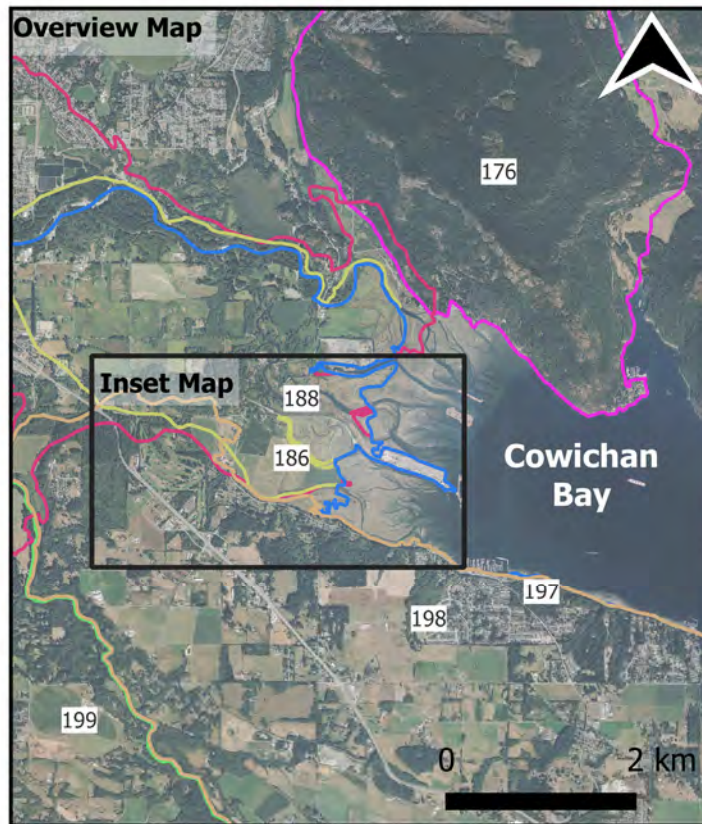 Overview Map
176
Inset Map
188
186
Cowichan
Bay
197
198
199
0 2 km